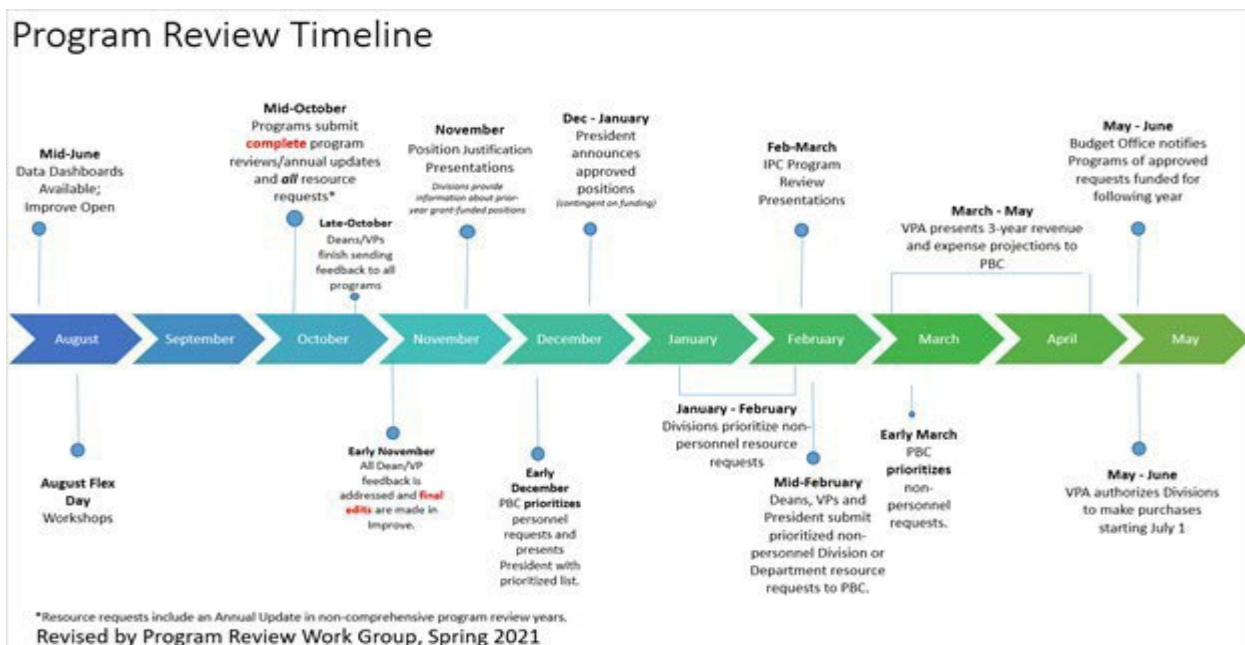 Program Review Timeline
Mid-June
Data Dashboards
Available;
Improve Open
Mid-October
Programs submit
complete program
reviews/annual updates
and all resource
requests*
Late-October
Deans/VPs
finish sending
feedback to all
programs
November
Position Justification
Presentations
Divisions provide
information about prior-
year grant-funded positions
Dec - January
President
announces
approved
positions
(contingent on funding)
Feb-March
IPC Program
Review
Presentations
March - May
VPA presents 3-year revenue
and expense projections to
PBC
May - June
Budget Office notifies
Programs of approved
requests funded for
following year
August
September
October
November
December
January
February
March
April
May
August Flex
Day
Workshops
Early November
All Dean/VP
feedback is
addressed and final
edits are made in
Improve.
Early
December
PBC prioritizes
personnel
requests and
presents
President with
prioritized list.
January - February
Divisions prioritize non-
personnel resource
requests
Mid-February
Deans, VPs and
President submit
prioritized non-
personnel Division or
Department resource
requests to PBC.
Early March
PBC
prioritizes
non-
personnel
requests.
May - June
VPA authorizes Divisions
to make purchases
starting July 1
*Resource requests include an Annual Update in non-comprehensive program review years.
Revised by Program Review Work Group, Spring 2021